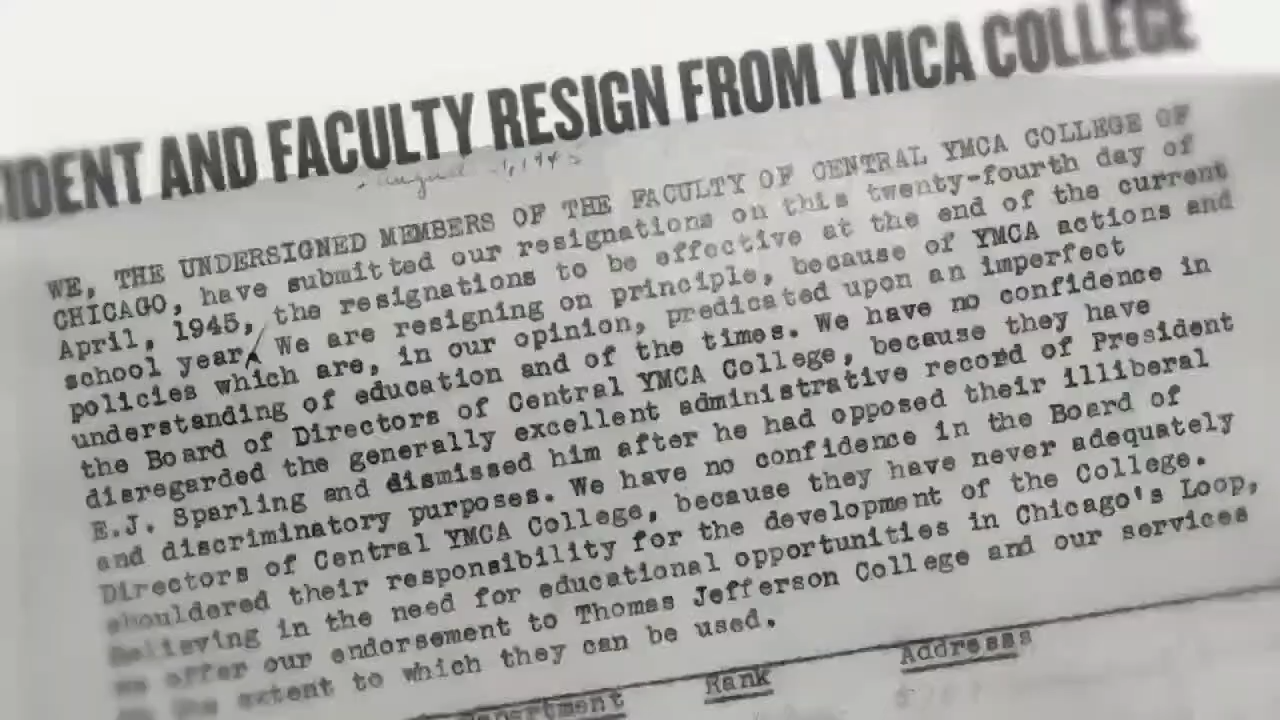 IDENT AND FACULTY RESIGN FROM YMCA COLLEGE
WE, THE UNDERSIGNED MEMBERS OF THE FACULTY OF CENTRAL YMCA COLLEGE OF
CHICAGO, have submitted our resignations on this twenty-fourth day of
April, 1945, the resignations to be effective at the end of the current
school year. We are resigning on principle, because of YMCA actions and
policies which are, in our opinion, predicated upon an imperfect
understanding of education and of the times. We have no confidence in
the Board of Directors of Central YMCA College, because they have
disregarded the generally excellent administrative record of President
E.J. Sparling and dismissed him after he had opposed their illiberal
and discriminatory purposes. We have no confidence in the Board of
Directors of Central YMCA College, because they have never adequately
shouldered their responsibility for the development of the College.
Believing in the need for educational opportunities in Chicago's Loop,
we offer our endorsement to Thomas Jefferson College and our services
to the extent to which they can be used.
Department Rank Addresss